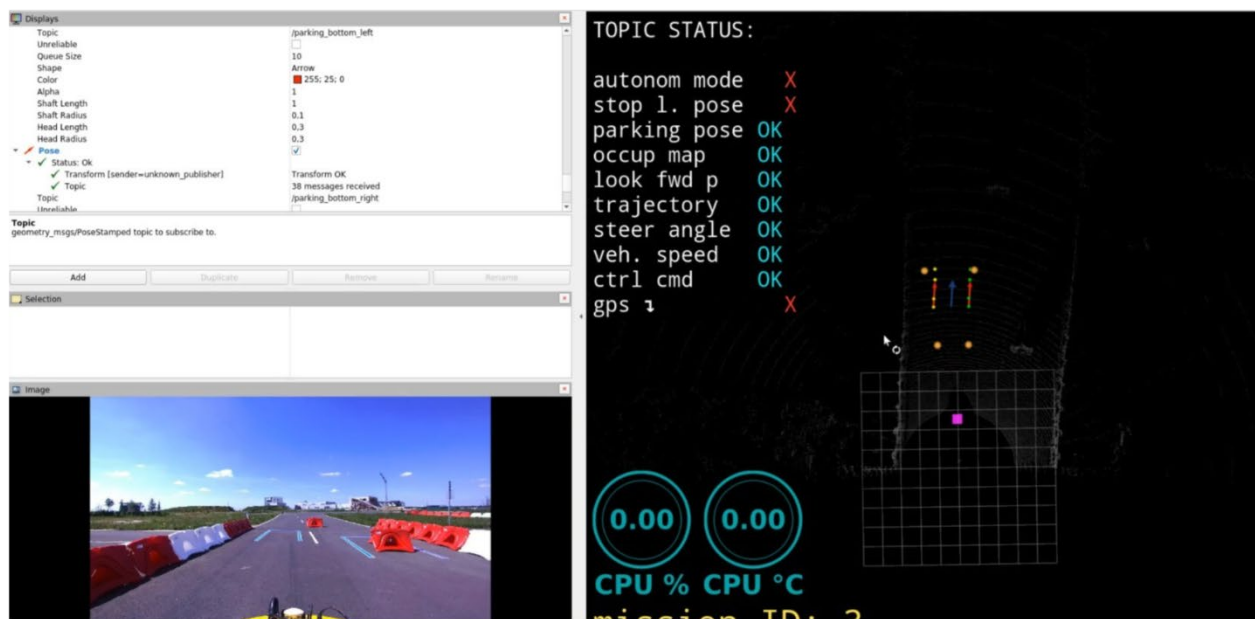 Displays
Topic /parking_bottom_left
Unreliable
Queue Size 10
Shape Arrow
Color 255; 25; 0
Alpha 1
Shaft Length 1
Shaft Radius 0,1
Head Length 0,3
Head Radius 0,3
Pose
Status: Ok
Transform [sender=unknown_publisher] Transform OK
Topic 38 messages received
Topic /parking_bottom_right
Unreliable
Topic
geometry_msgs/PoseStamped topic to subscribe to.
Add Duplicate Remove Rename
Selection
Image
TOPIC STATUS:
autonom mode X
stop l. pose X
parking pose OK
occup map OK
look fwd p OK
trajectory OK
steer angle OK
veh. speed OK
ctrl cmd OK
gps ↴ X
0.00 0.00
CPU % CPU °C
mission ID: 2